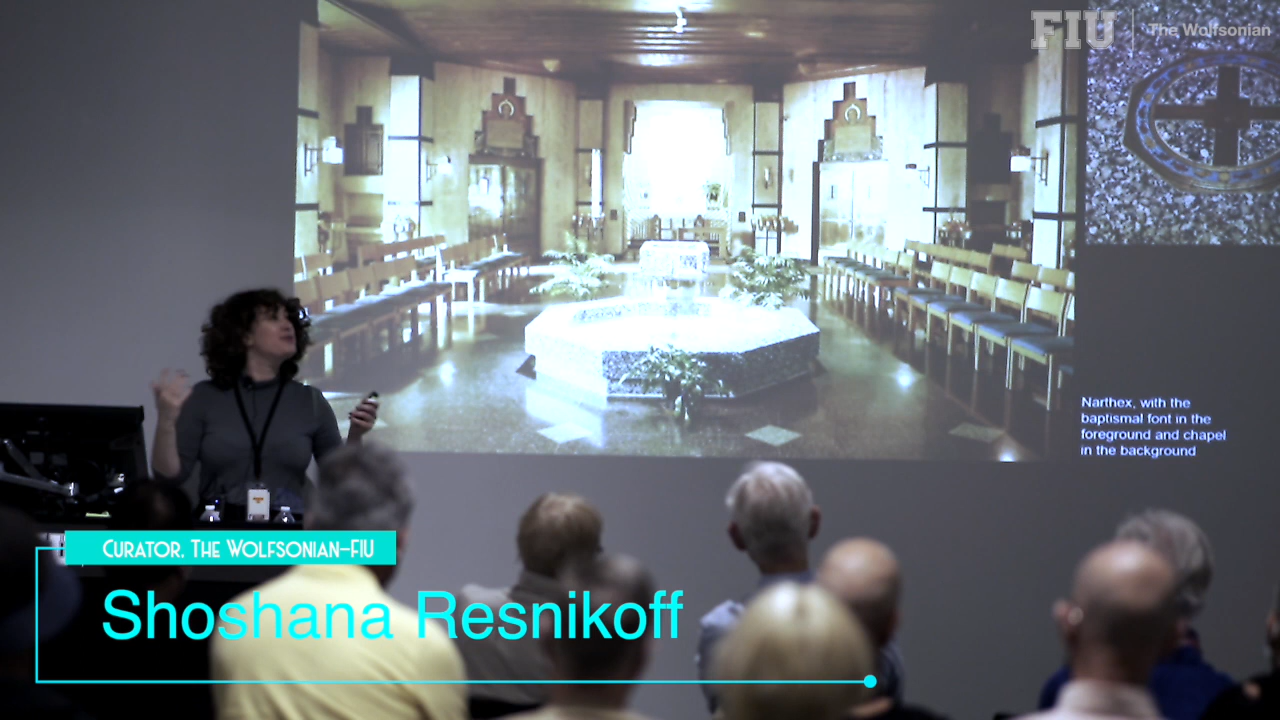 FIU | The Wolfsonian
Narthex, with the
baptismal font in the
foreground and chapel
in the background
Curator, The Wolfsonian–FIU
Shoshana Resnikoff